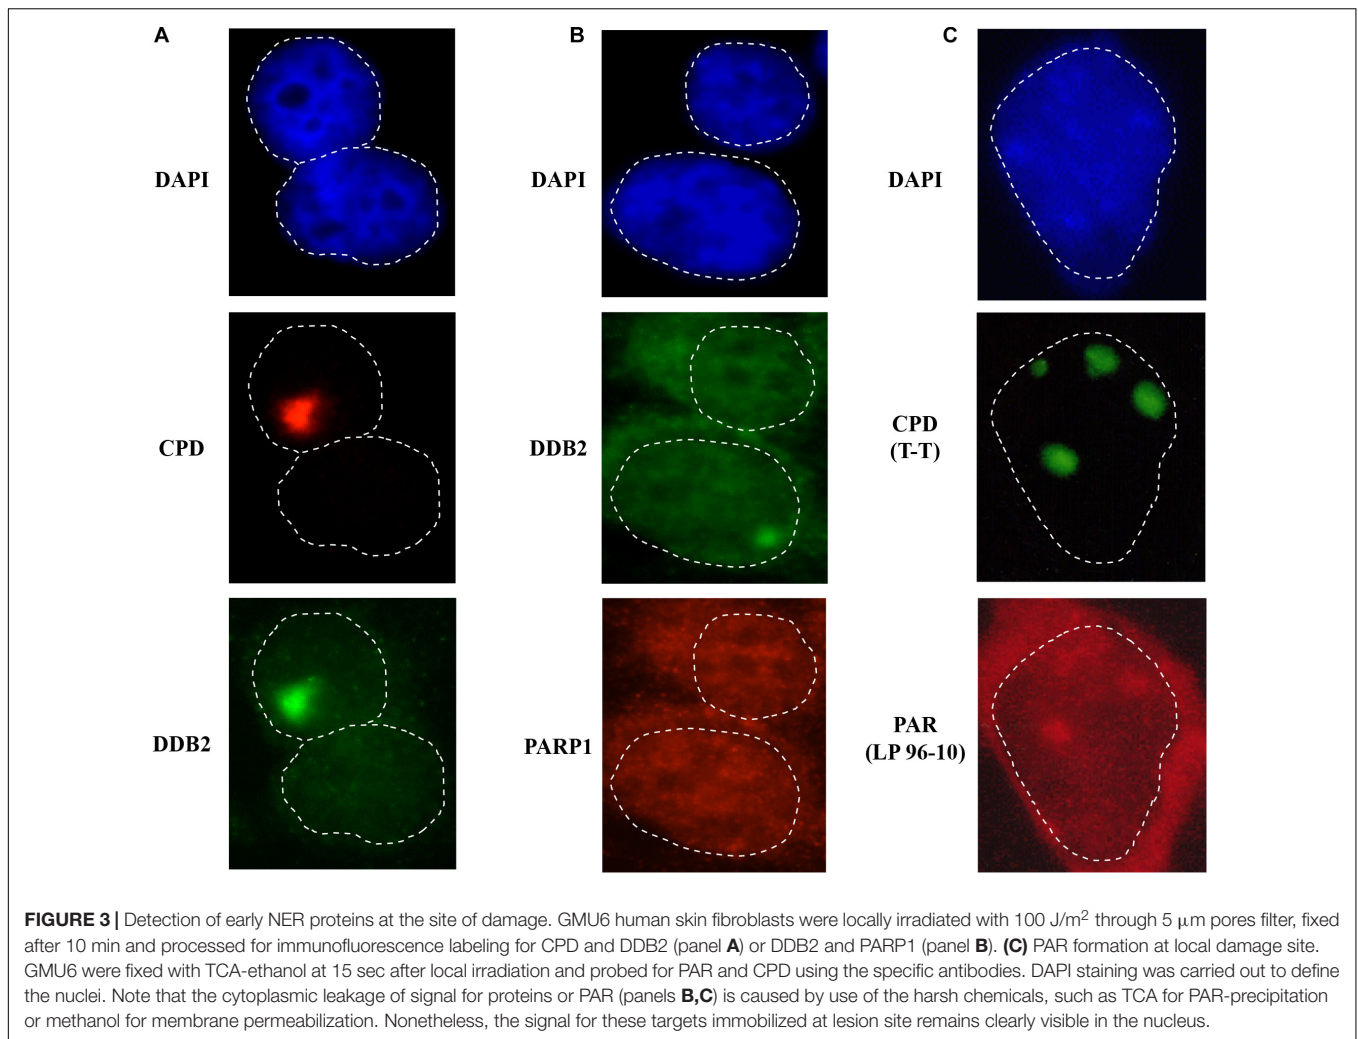 A
B
C
DAPI
DAPI
DAPI
CPD
DDB2
CPD
(T-T)
DDB2
PARP1
PAR
(LP 96-10)
FIGURE 3 | Detection of early NER proteins at the site of damage. GMU6 human skin fibroblasts were locally irradiated with 100 J/m2 through 5 μm pores filter, fixed
after 10 min and processed for immunofluorescence labeling for CPD and DDB2 (panel A) or DDB2 and PARP1 (panel B). (C) PAR formation at local damage site.
GMU6 were fixed with TCA-ethanol at 15 sec after local irradiation and probed for PAR and CPD using the specific antibodies. DAPI staining was carried out to define
the nuclei. Note that the cytoplasmic leakage of signal for proteins or PAR (panels B,C) is caused by use of the harsh chemicals, such as TCA for PAR-precipitation
or methanol for membrane permeabilization. Nonetheless, the signal for these targets immobilized at lesion site remains clearly visible in the nucleus.